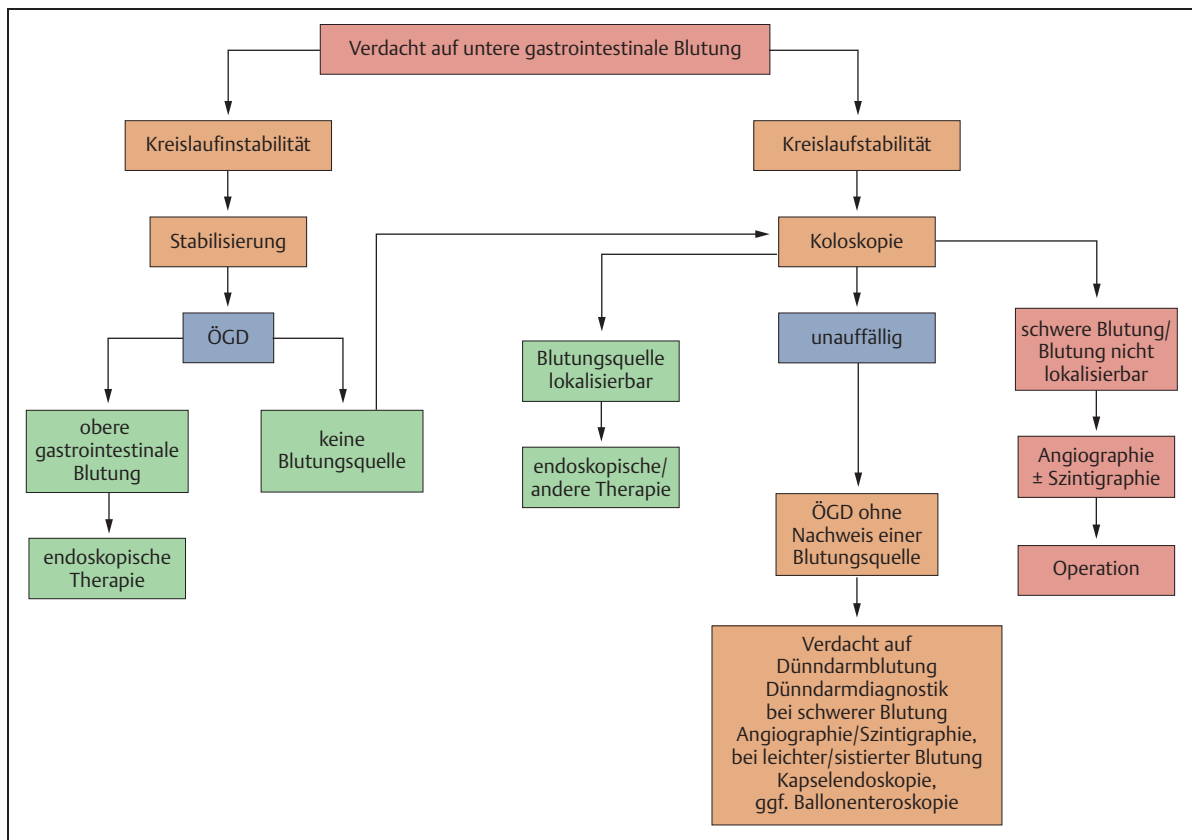 Verdacht auf untere gastrointestinale Blutung
Kreislaufinstabilität
Kreislaufstabilität
Stabilisierung
Koloskopie
ÖGD
unauffällig
schwere Blutung/
Blutung nicht
lokalisierbar
Blutungsquelle
lokalisierbar
obere
gastrointestinale
Blutung
keine
Blutungsquelle
endoskopische/
andere Therapie
Angiographie
± Szintigraphie
endoskopische
Therapie
ÖGD ohne
Nachweis einer
Blutungsquelle
Operation
Verdacht auf
Dünndarmblutung
Dünndarmdiagnostik
bei schwerer Blutung
Angiographie/Szintigraphie,
bei leichter/sistierter Blutung
Kapselendoskopie,
ggf. Ballonenteroskopie